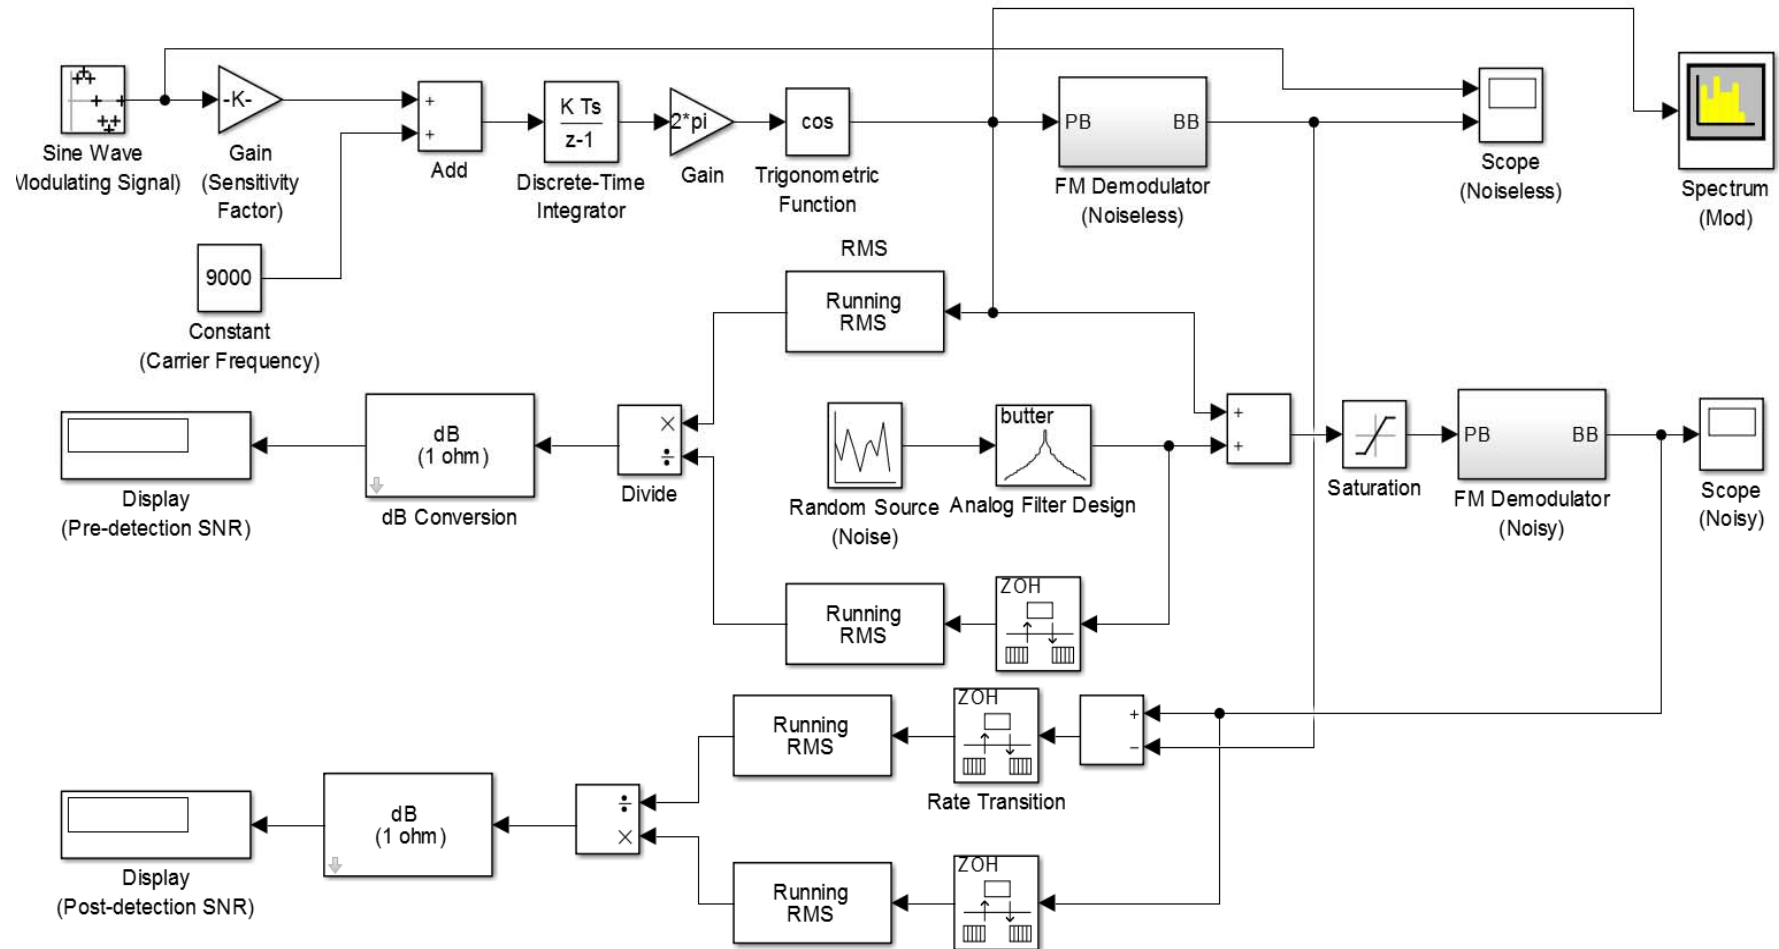 -K-
+
+
K Ts
z-1
2*pi
cos
PB
BB
Sine Wave
Modulating Signal)
Gain
(Sensitivity
Factor)
Add
Discrete-Time
Integrator
Gain
Trigonometric
Function
FM Demodulator
(Noiseless)
Scope
(Noiseless)
Spectrum
(Mod)
9000
Constant
(Carrier Frequency)
RMS
Running
RMS
Display
(Pre-detection SNR)
dB
(1 ohm)
dB Conversion
×
÷
Divide
Random Source
(Noise)
butter
Analog Filter Design
+
+
Saturation
PB
BB
FM Demodulator
(Noisy)
Scope
(Noisy)
Running
RMS
ZOH
Running
RMS
ZOH
Rate Transition
+
−
Display
(Post-detection SNR)
dB
(1 ohm)
÷
×
Running
RMS
ZOH